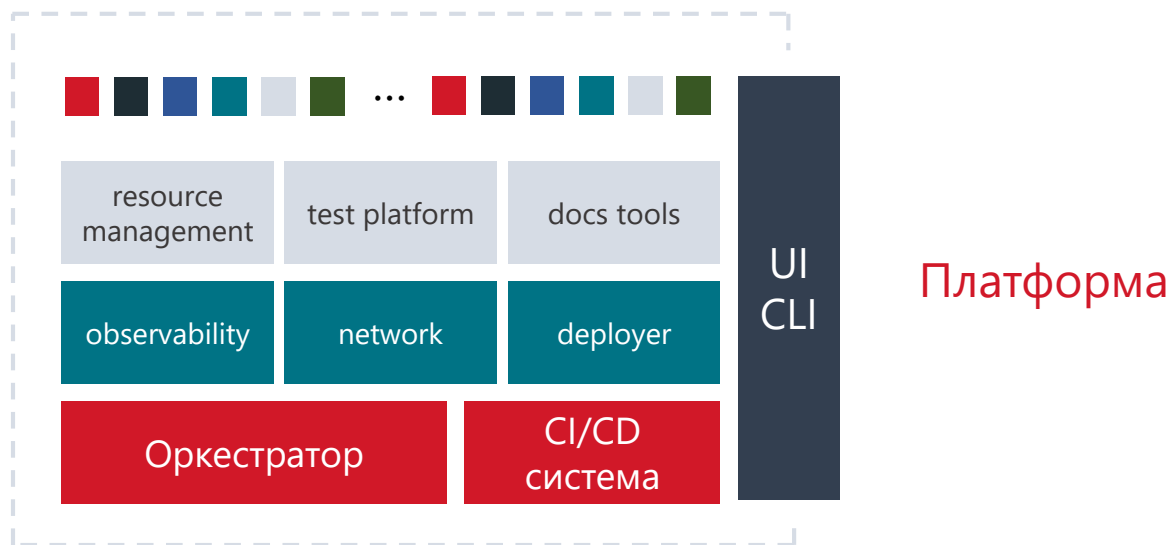 ...
resource
management
test platform
docs tools
UI
CLI
Платформа
observability
network
deployer
Оркестратор
CI/CD
система